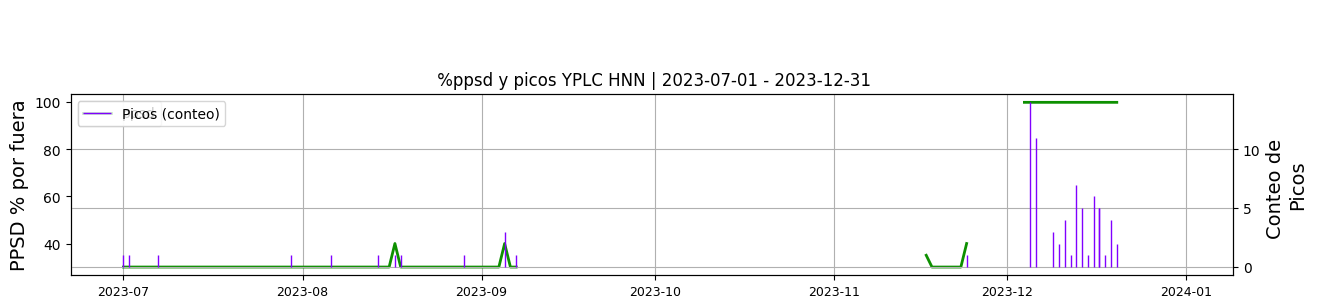 %ppsd y picos YPLC HNN | 2023-07-01 - 2023-12-31
PPSD % por fuera
100
80
60
40
Picos (conteo)
10
5
0
Conteo de
Picos
2023-07
2023-08
2023-09
2023-10
2023-11
2023-12
2024-01